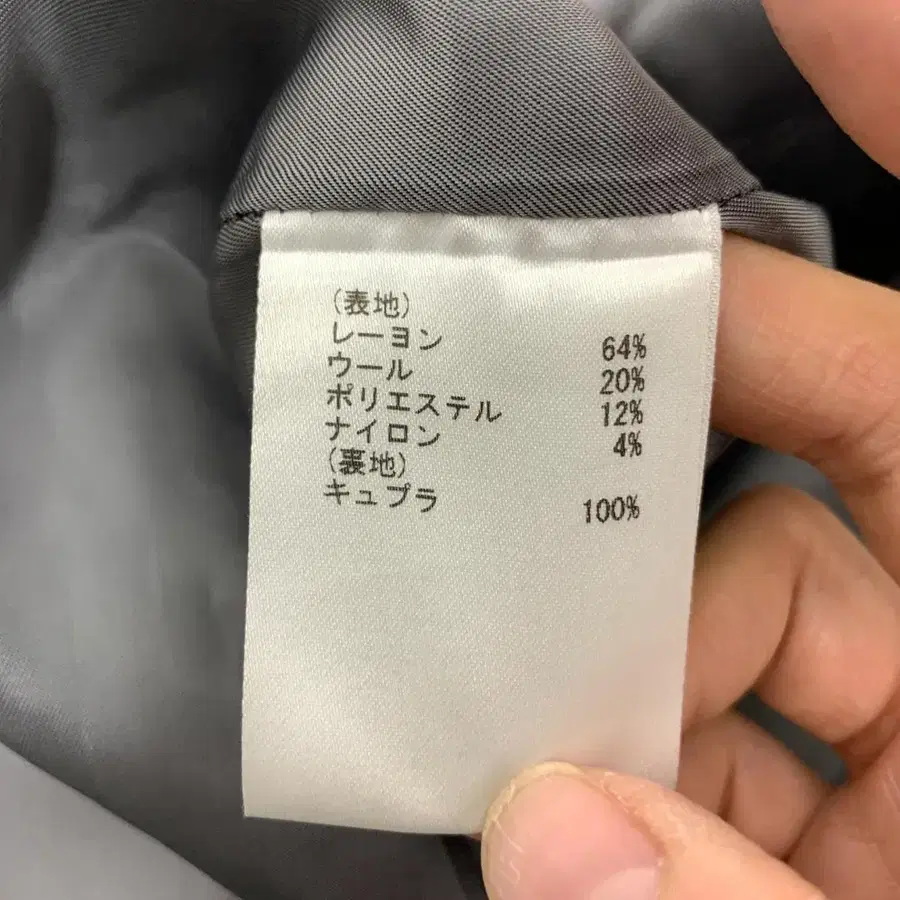 (表地)
レーヨン 64%
ウール 20%
ポリエステル 12%
ナイロン 4%
(裏地)
キュプラ 100%